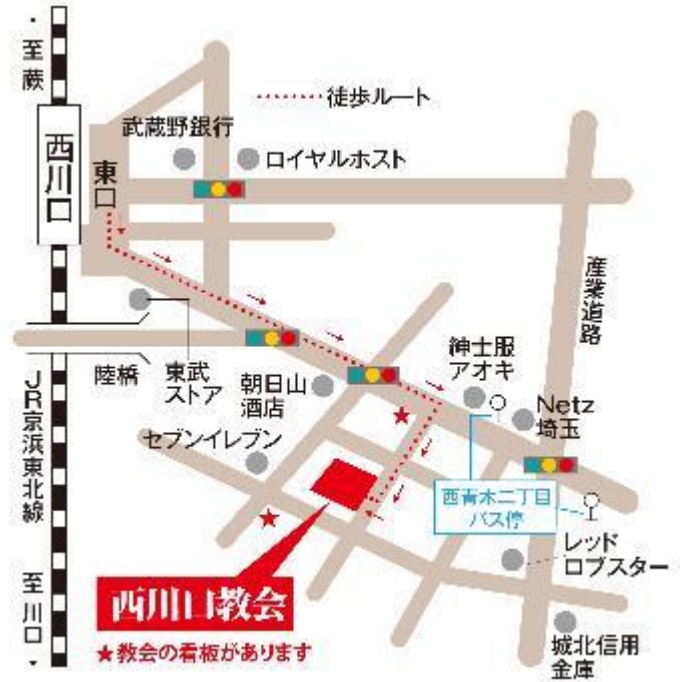 ・至蕨
西川口
東口
徒歩ルート
武蔵野銀行
ロイヤルホスト
産業道路
陸橋
東武
ストア
朝日山
酒店
紳士服
アオキ
Netz
埼玉
セブンイレブン
西青木二丁目
バス停
レッド
ロブスター
JR京浜東北線
至川口・
西川口教会
★教会の看板があります
城北信用
金庫